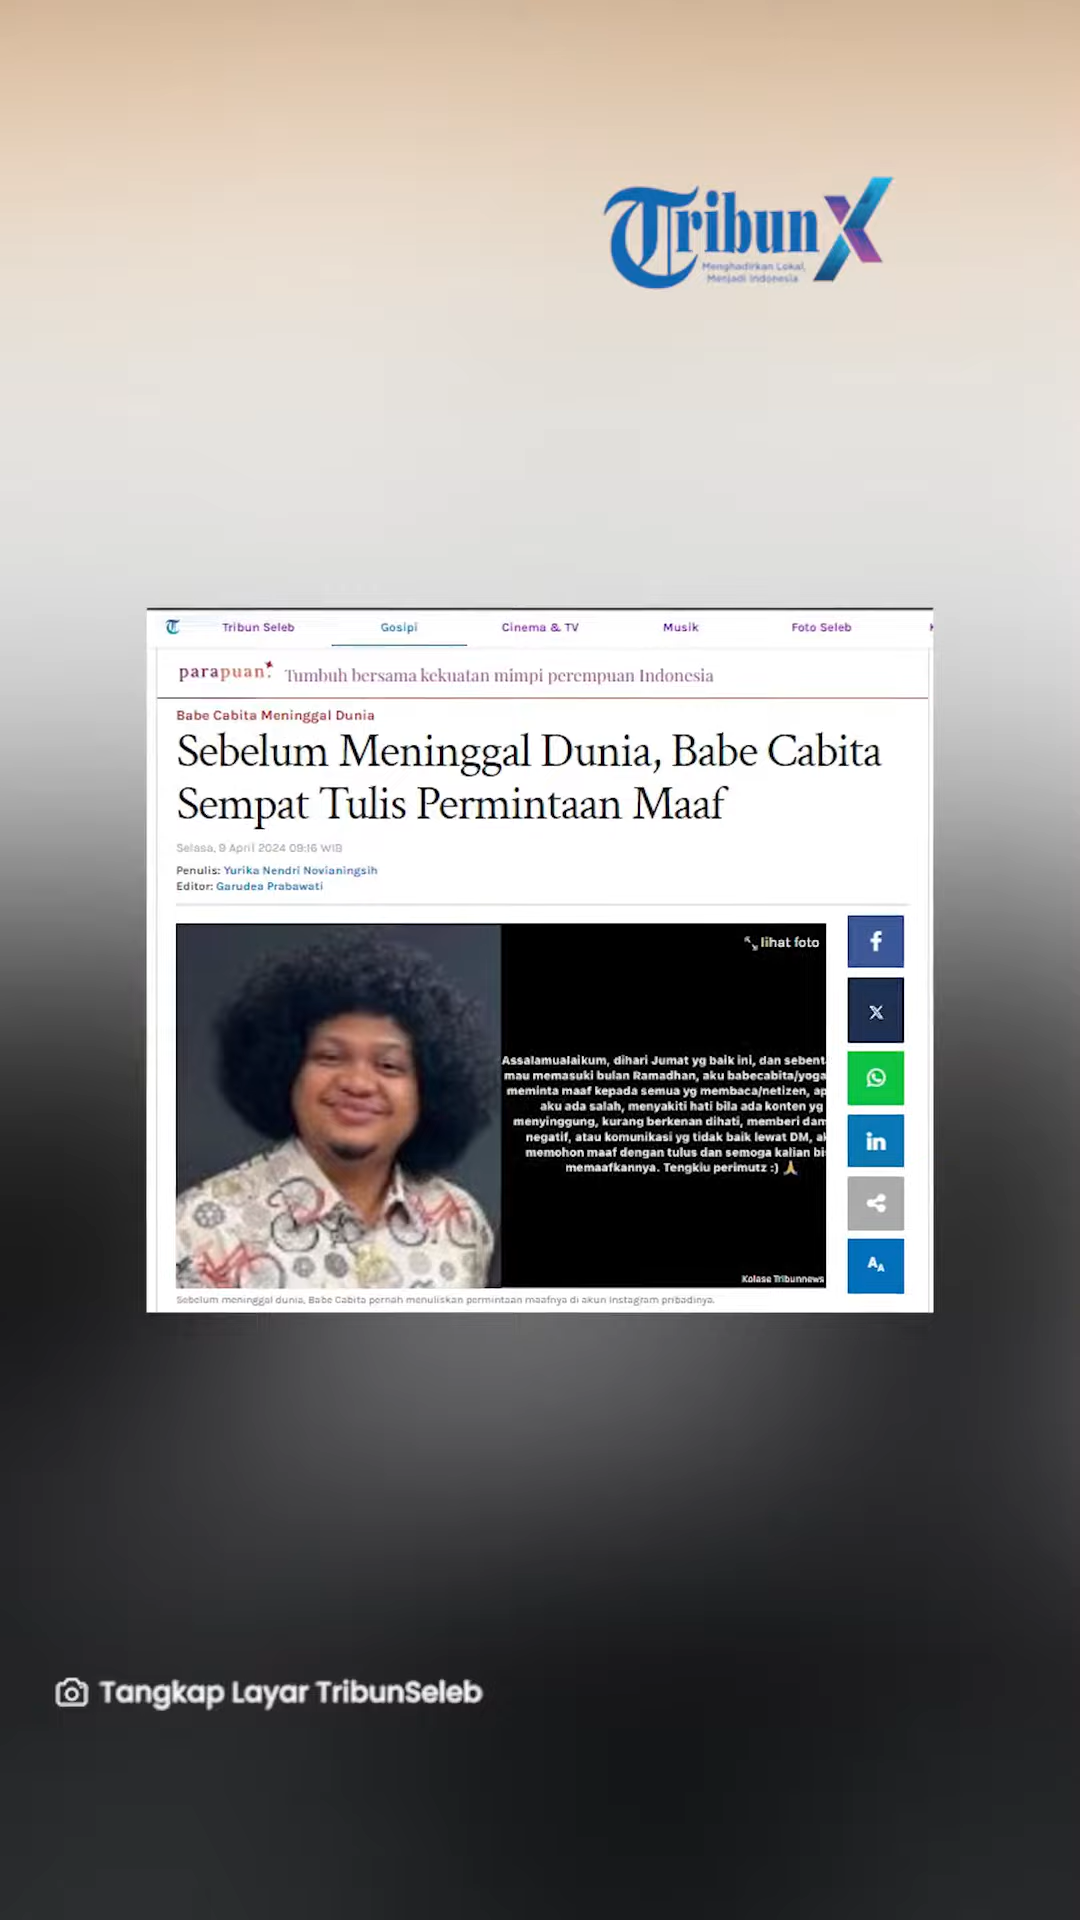 TribunX
Menghadirkan Lokal,
Menjadi Indonesia
Tribun Seleb Gosipi Cinema & TV Musik Foto Seleb
parapuan. Tumbuh bersama kekuatan mimpi perempuan Indonesia
Babe Cabita Meninggal Dunia
Sebelum Meninggal Dunia, Babe Cabita
Sempat Tulis Permintaan Maaf
Selasa, 9 April 2024 09:16 WIB
Penulis: Yurika Nendri Novianingsih
Editor: Garudea Prabawati
lihat foto
Assalamualaikum, dihari Jumat yg baik ini, dan sebent
mau memasuki bulan Ramadhan, aku babecabita/yoga
meminta maaf kepada semua yg membaca/netizen, ap
aku ada salah, menyakiti hati bila ada konten yg
menyinggung, kurang berkenan dihati, memberi dam
negatif, atau komunikasi yg tidak baik lewat DM, ak
memohon maaf dengan tulus dan semoga kalian bi
memaafkannya. Tengkiu perimutz :) 🙏
Kolase Tribunnews
Sebelum meninggal dunia, Babe Cabita pernah menuliskan permintaan maafnya di akun Instagram pribadinya.
Tangkap Layar TribunSeleb